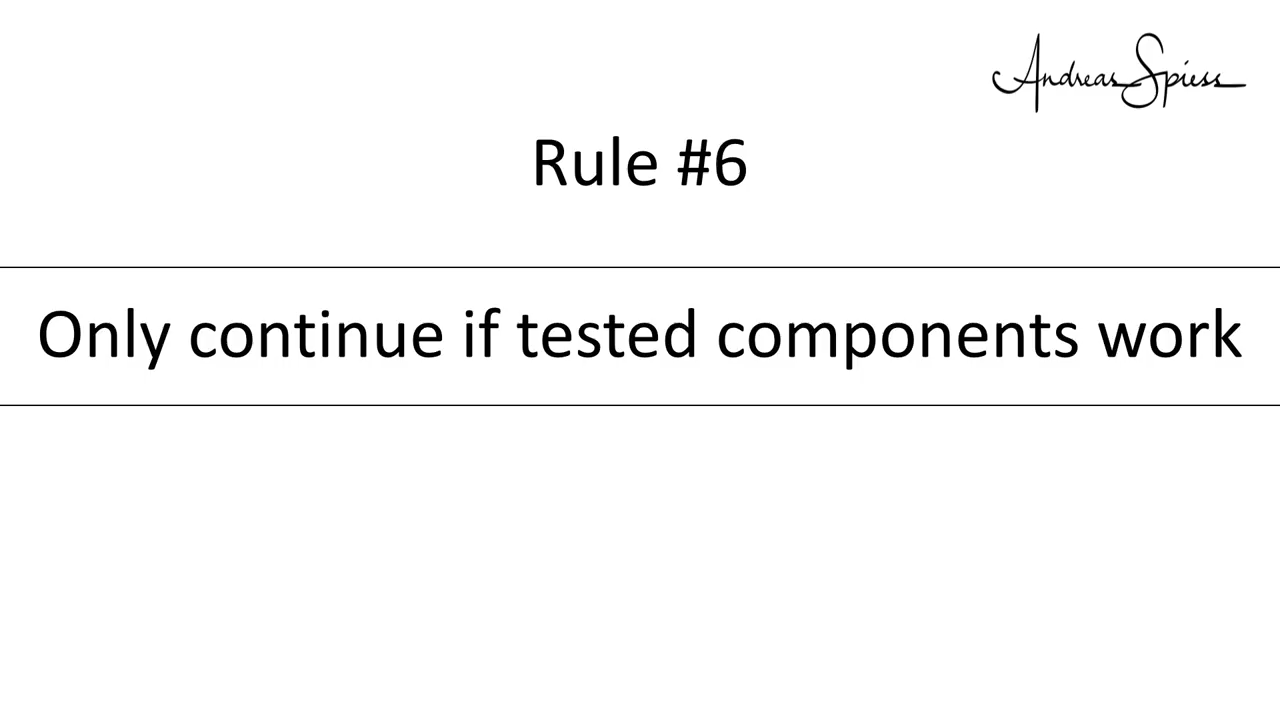 Andreas Spiess
Rule #6
Only continue if tested components work